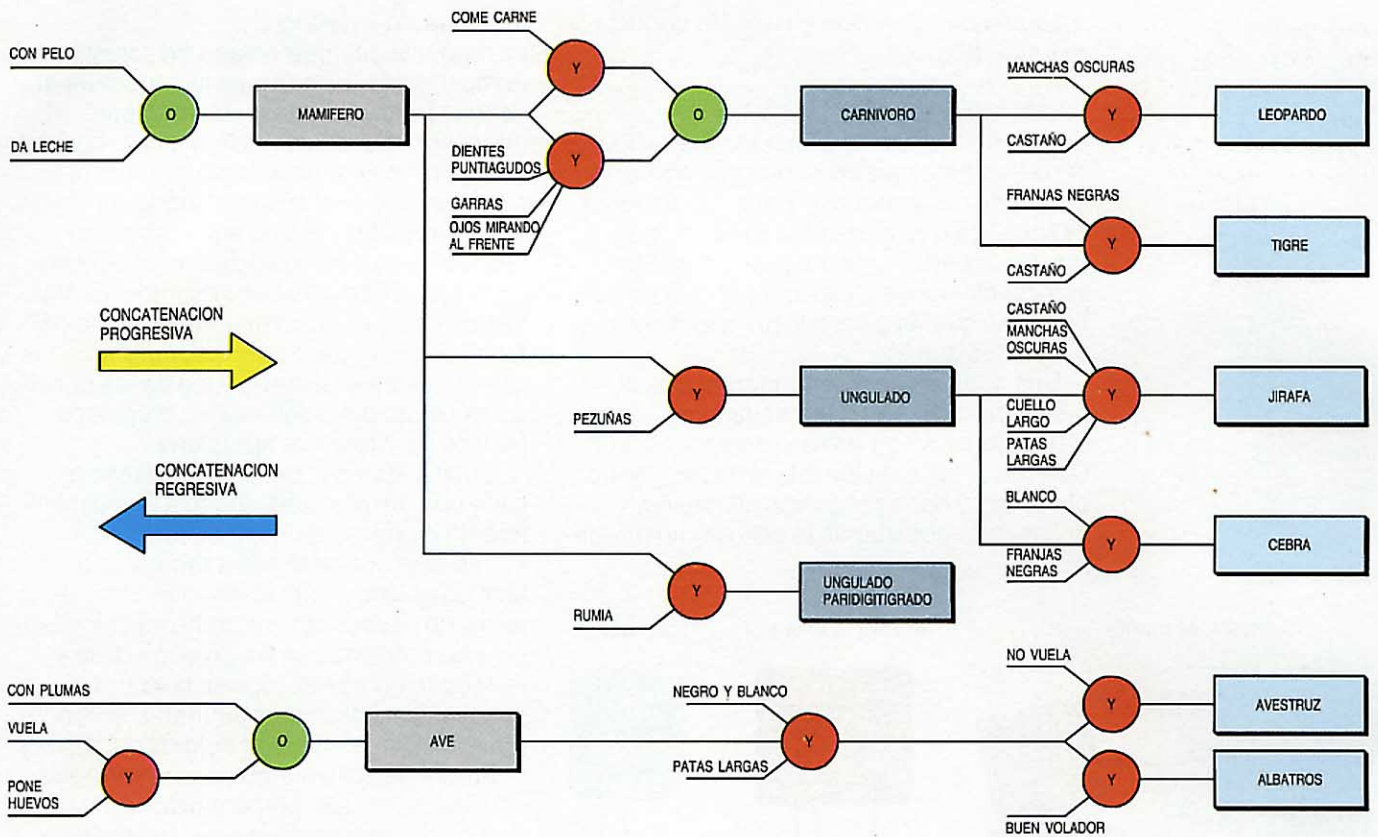 COME CARNE
CON PELO
Y
MANCHAS OSCURAS
O
MAMIFERO
O
CARNIVORO
Y
LEOPARDO
DA LECHE
DIENTES
PUNTIAGUDOS
Y
CASTAÑO
GARRAS
OJOS MIRANDO
AL FRENTE
FRANJAS NEGRAS
Y
TIGRE
CASTAÑO
CONCATENACION
PROGRESIVA
CASTAÑO
MANCHAS
OSCURAS
PEZUÑAS
Y
UNGULADO
Y
JIRAFA
CUELLO
LARGO
PATAS
LARGAS
CONCATENACION
REGRESIVA
BLANCO
Y
CEBRA
FRANJAS
NEGRAS
RUMIA
Y
UNGULADO
PARIDIGITIGRADO
CON PLUMAS
VUELA
Y
PONE
HUEVOS
O
AVE
NEGRO Y BLANCO
Y
PATAS LARGAS
NO VUELA
Y
AVESTRUZ
Y
ALBATROS
BUEN VOLADOR